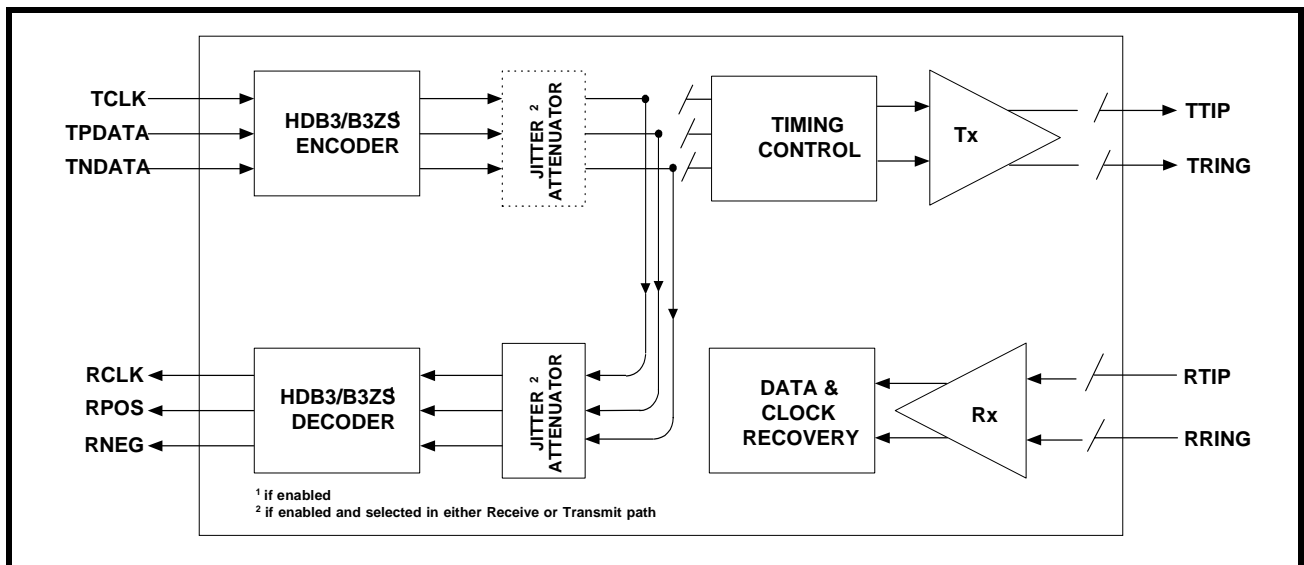 TCLK
TPDATA
TNDATA
HDB3/B3ZS1
ENCODER
JITTER 2
ATTENUATOR
TIMING
CONTROL
Tx
TTIP
TRING
RCLK
RPOS
RNEG
HDB3/B3ZS1
DECODER
JITTER 2
ATTENUATOR
DATA &
CLOCK
RECOVERY
Rx
RTIP
RRING
1 if enabled
2 if enabled and selected in either Receive or Transmit path